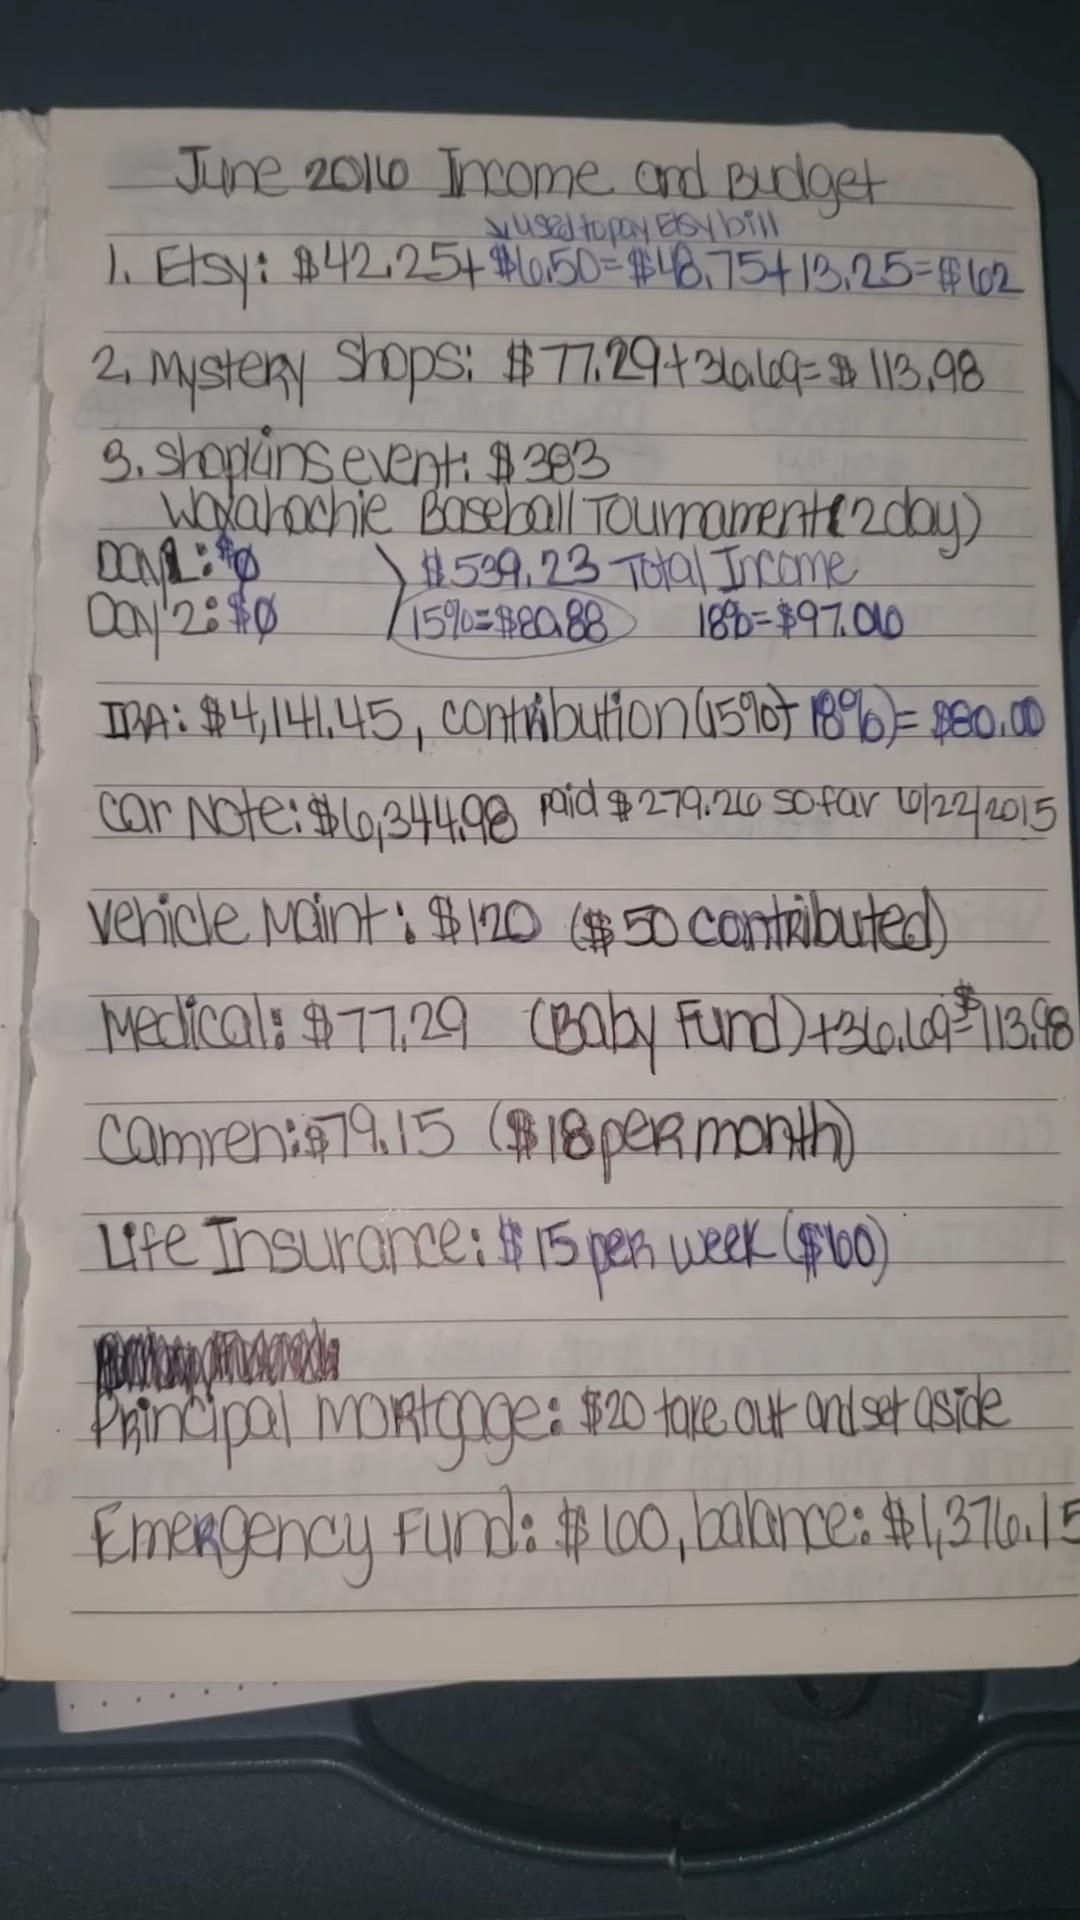 June 2016 Income and Budget
↘ used to pay Etsy bill
1. Etsy: $42.25+$6.50=$48.75+13.25=$62
2. Mystery Shops: $77.29+36.69=$113.98
3. Shopkins event: $383
Waxahachie Baseball Tournament (2 day)
Day 1: $0 $539.23 Total Income
Day 2: $0 15%=$80.88 18%=$97.06
IRA: $4,141.45, contribution (15%+18%)= $80.00
Car Note: $6,344.98 paid $279.26 so far 6/22/2015
Vehicle Maint: $120 ($50 contributed)
Medical: $77.29 (Baby Fund)+36.69=$113.98
Camren: $79.15 ($18 per month)
Life Insurance: $15 per week ($60)
Principal Mortgage: $20 take out and set aside
Emergency Fund: $100, balance: $1,376.15